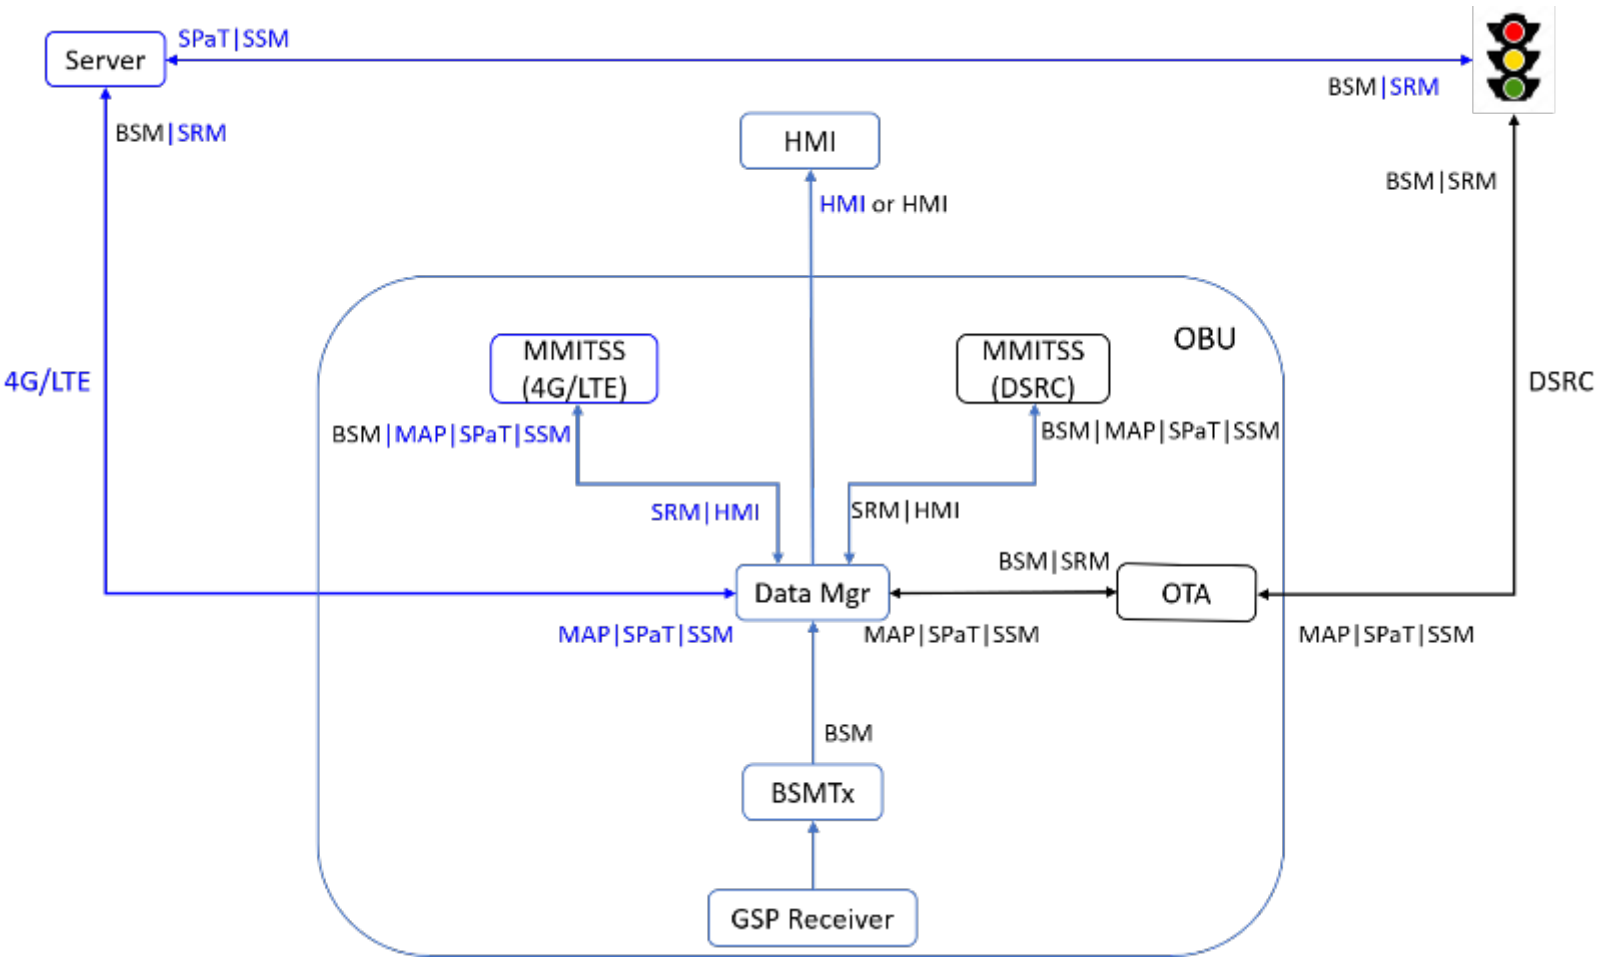 SPaT|SSM
Server
BSM|SRM
BSM|SRM
HMI
BSM|SRM
HMI or HMI
OBU
MMITSS
(4G/LTE)
MMITSS
(DSRC)
4G/LTE
DSRC
BSM|MAP|SPaT|SSM
BSM|MAP|SPaT|SSM
SRM|HMI
SRM|HMI
BSM|SRM
Data Mgr
OTA
MAP|SPaT|SSM
MAP|SPaT|SSM
MAP|SPaT|SSM
BSM
BSMTx
GSP Receiver